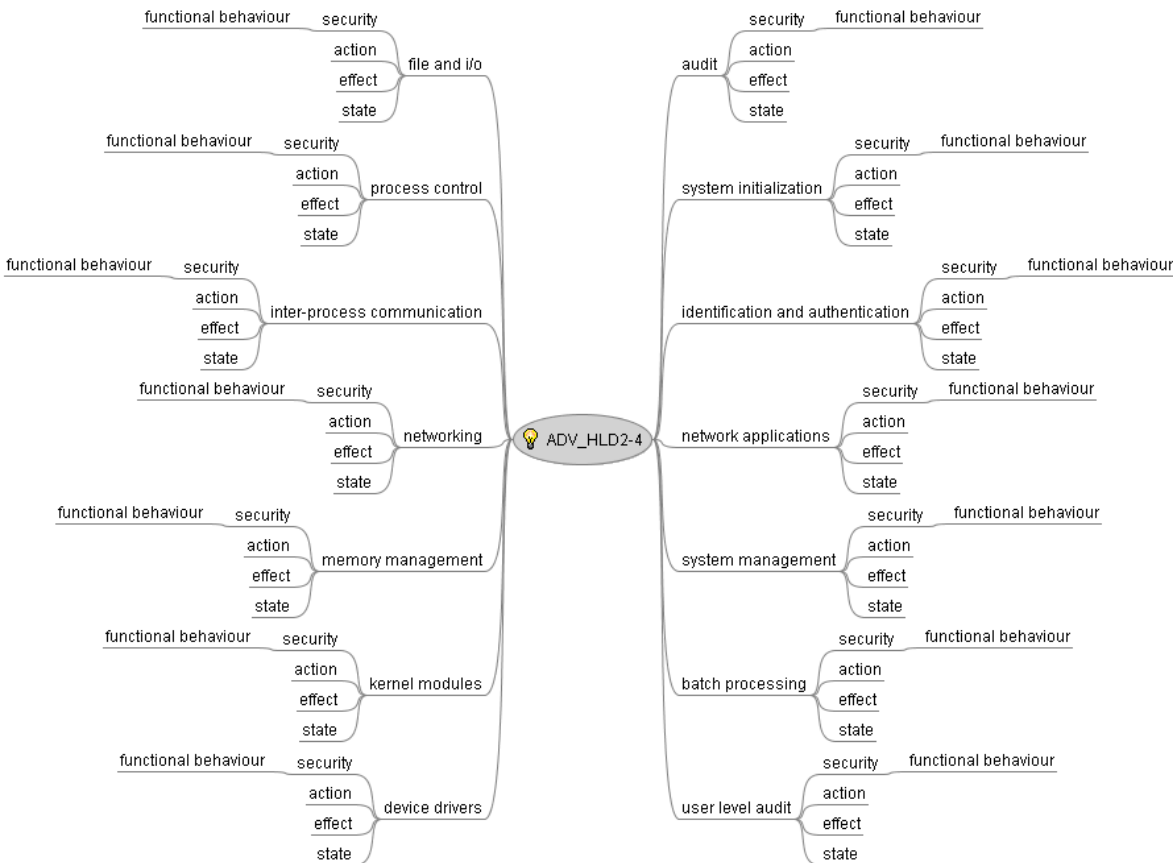 functional behaviour security
action
effect
state
file and i/o
functional behaviour security
action
effect
state
process control
functional behaviour security
action
effect
state
inter-process communication
functional behaviour security
action
effect
state
networking
functional behaviour security
action
effect
state
memory management
functional behaviour security
action
effect
state
kernel modules
functional behaviour security
action
effect
state
device drivers
ADV_HLD2-4
audit
security functional behaviour
action
effect
state
system initialization
security functional behaviour
action
effect
state
identification and authentication
security functional behaviour
action
effect
state
network applications
security functional behaviour
action
effect
state
system management
security functional behaviour
action
effect
state
batch processing
security functional behaviour
action
effect
state
user level audit
security functional behaviour
action
effect
state